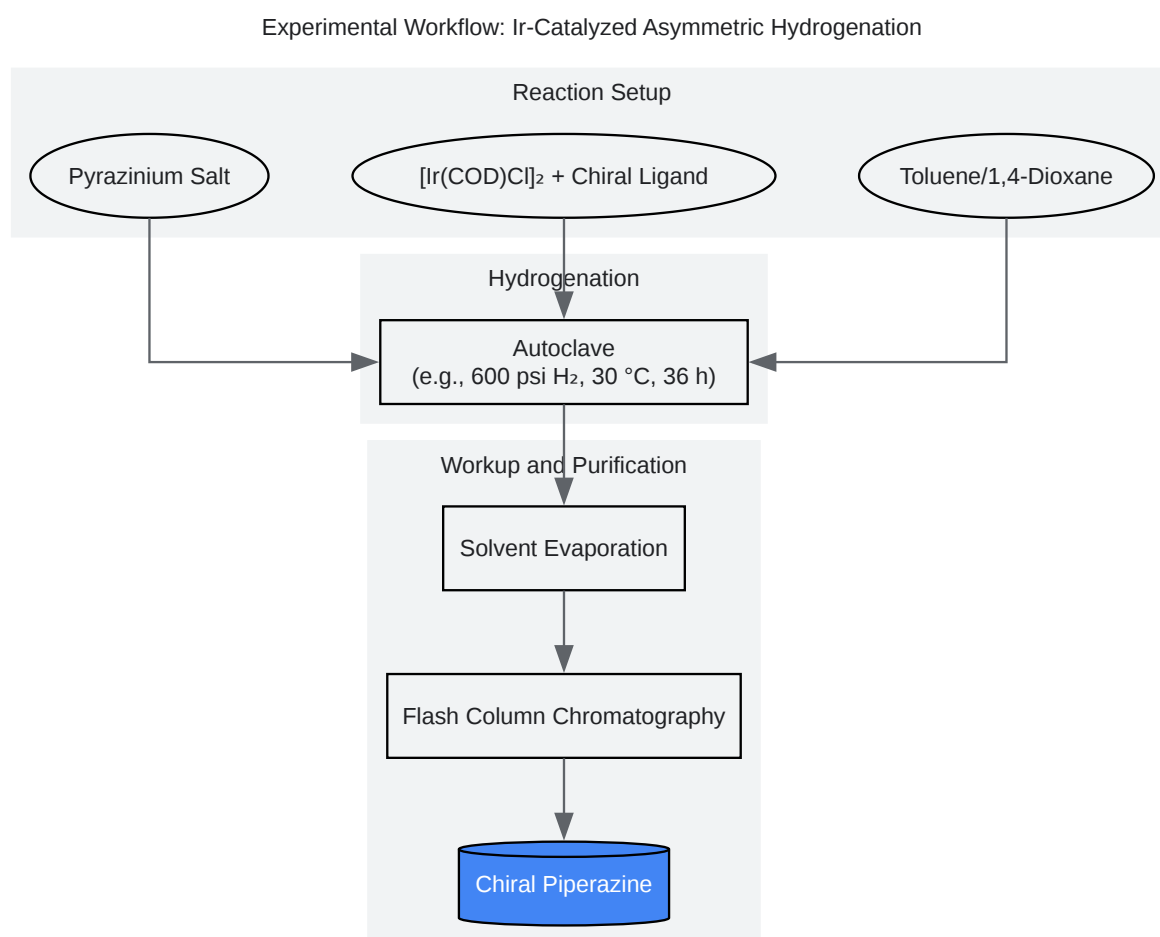 Experimental Workflow: Ir-Catalyzed Asymmetric Hydrogenation
Reaction Setup
Pyrazinium Salt
[Ir(COD)Cl]₂ + Chiral Ligand
Toluene/1,4-Dioxane
Hydrogenation
Autoclave
(e.g., 600 psi H₂, 30 °C, 36 h)
Workup and Purification
Solvent Evaporation
Flash Column Chromatography
Chiral Piperazine